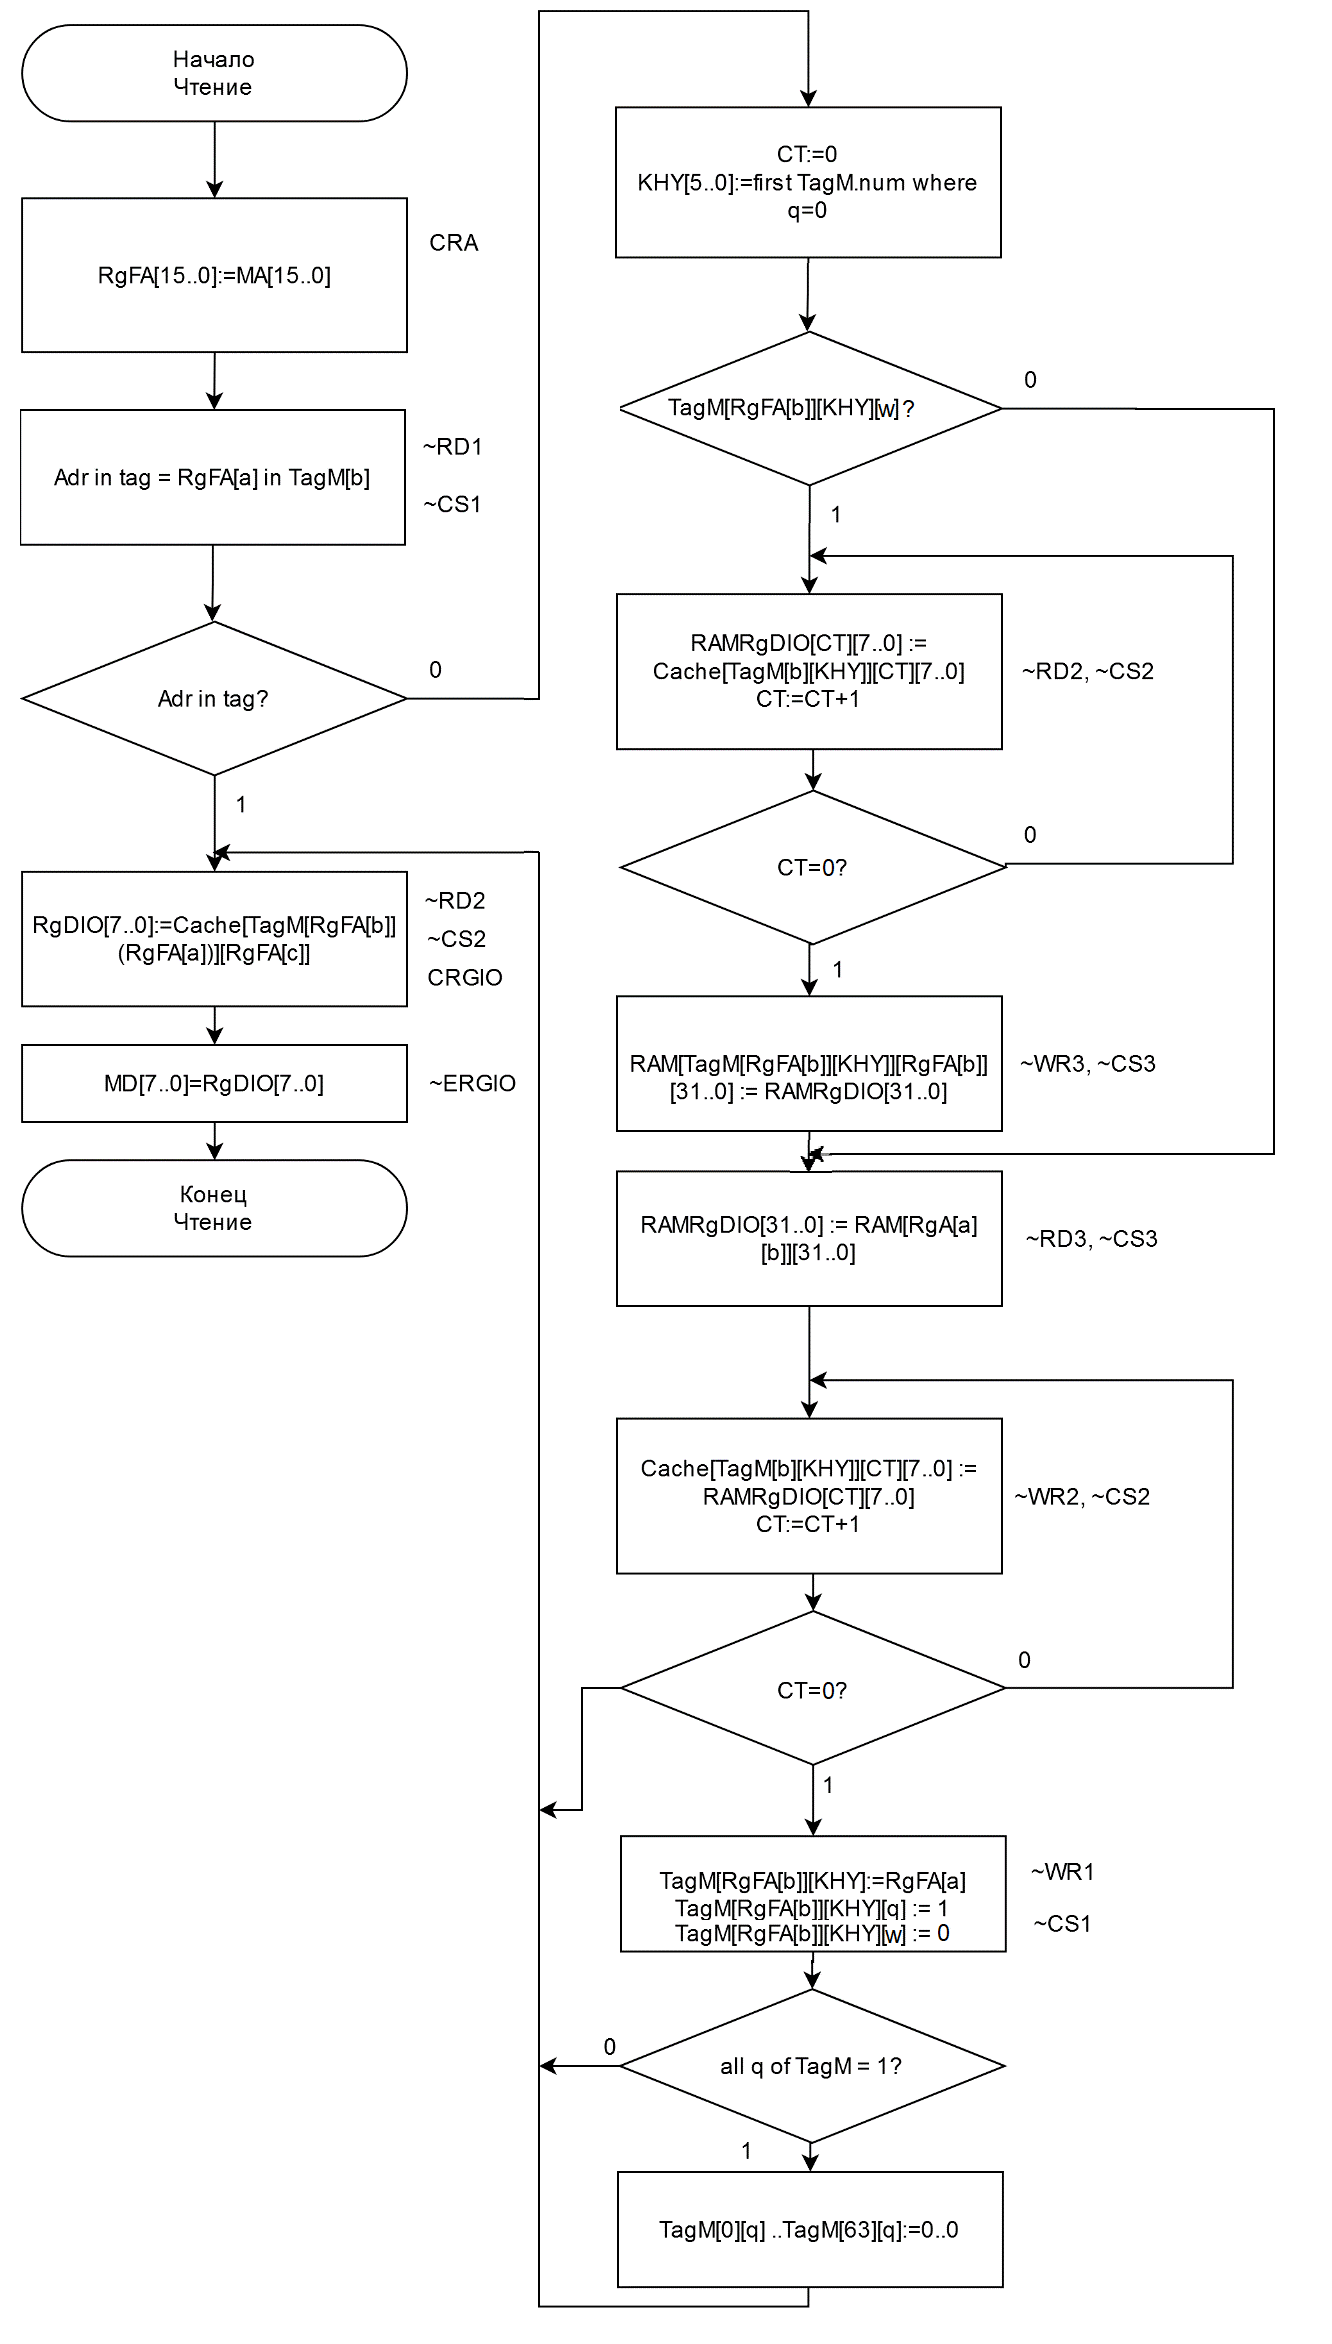 Начало
Чтение
RgFA[15..0]:=MA[15..0]
CRA
Adr in tag = RgFA[a] in TagM[b]
~RD1
~CS1
Adr in tag?
0
1
RgDIO[7..0]:=Cache[TagM[RgFA[b]]
(RgFA[a])][RgFA[c]]
~RD2
~CS2
CRGIO
MD[7..0]=RgDIO[7..0]
~ERGIO
Конец
Чтение
CT:=0
KHY[5..0]:=first TagM.num where
q=0
TagM[RgFA[b]][KHY][w]?
0
1
RAMRgDIO[CT][7..0] :=
Cache[TagM[b][KHY]][CT][7..0]
CT:=CT+1
~RD2, ~CS2
CT=0?
0
1
RAM[TagM[RgFA[b]][KHY]][RgFA[b]]
[31..0] := RAMRgDIO[31..0]
~WR3, ~CS3
RAMRgDIO[31..0] := RAM[RgA[a]
[b]][31..0]
~RD3, ~CS3
Cache[TagM[b][KHY]][CT][7..0] :=
RAMRgDIO[CT][7..0]
CT:=CT+1
~WR2, ~CS2
CT=0?
0
1
TagM[RgFA[b]][KHY]:=RgFA[a]
TagM[RgFA[b]][KHY][q] := 1
TagM[RgFA[b]][KHY][w] := 0
~WR1
~CS1
all q of TagM = 1?
0
1
TagM[0][q] ..TagM[63][q]:=0..0